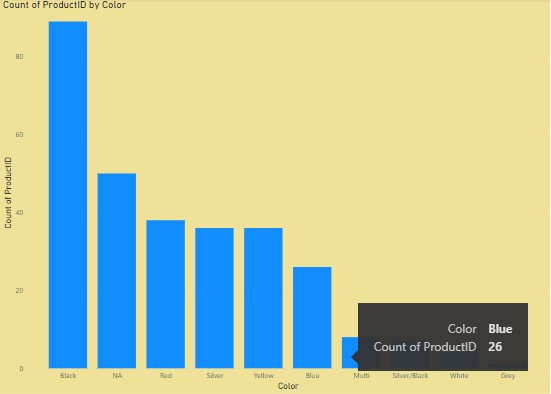 Count of ProductID by Color
Count of ProductID
80
60
40
20
0
Color Blue
Count of ProductID 26
Black NA Red Silver Yellow Blue Multi Silver/Black White Grey
Color